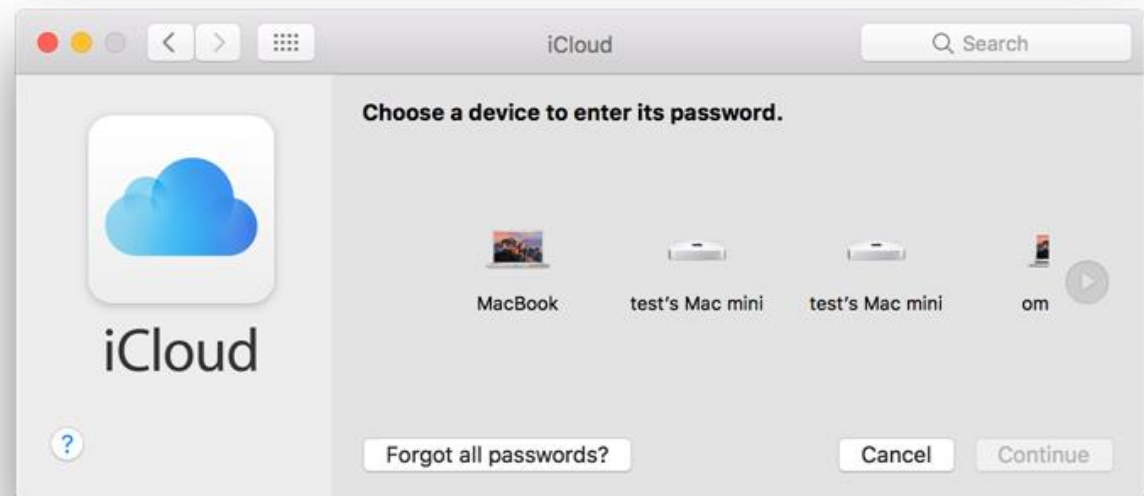 iCloud
Search
Choose a device to enter its password.
MacBook
test's Mac mini
test's Mac mini
om
iCloud
?
Forgot all passwords?
Cancel
Continue